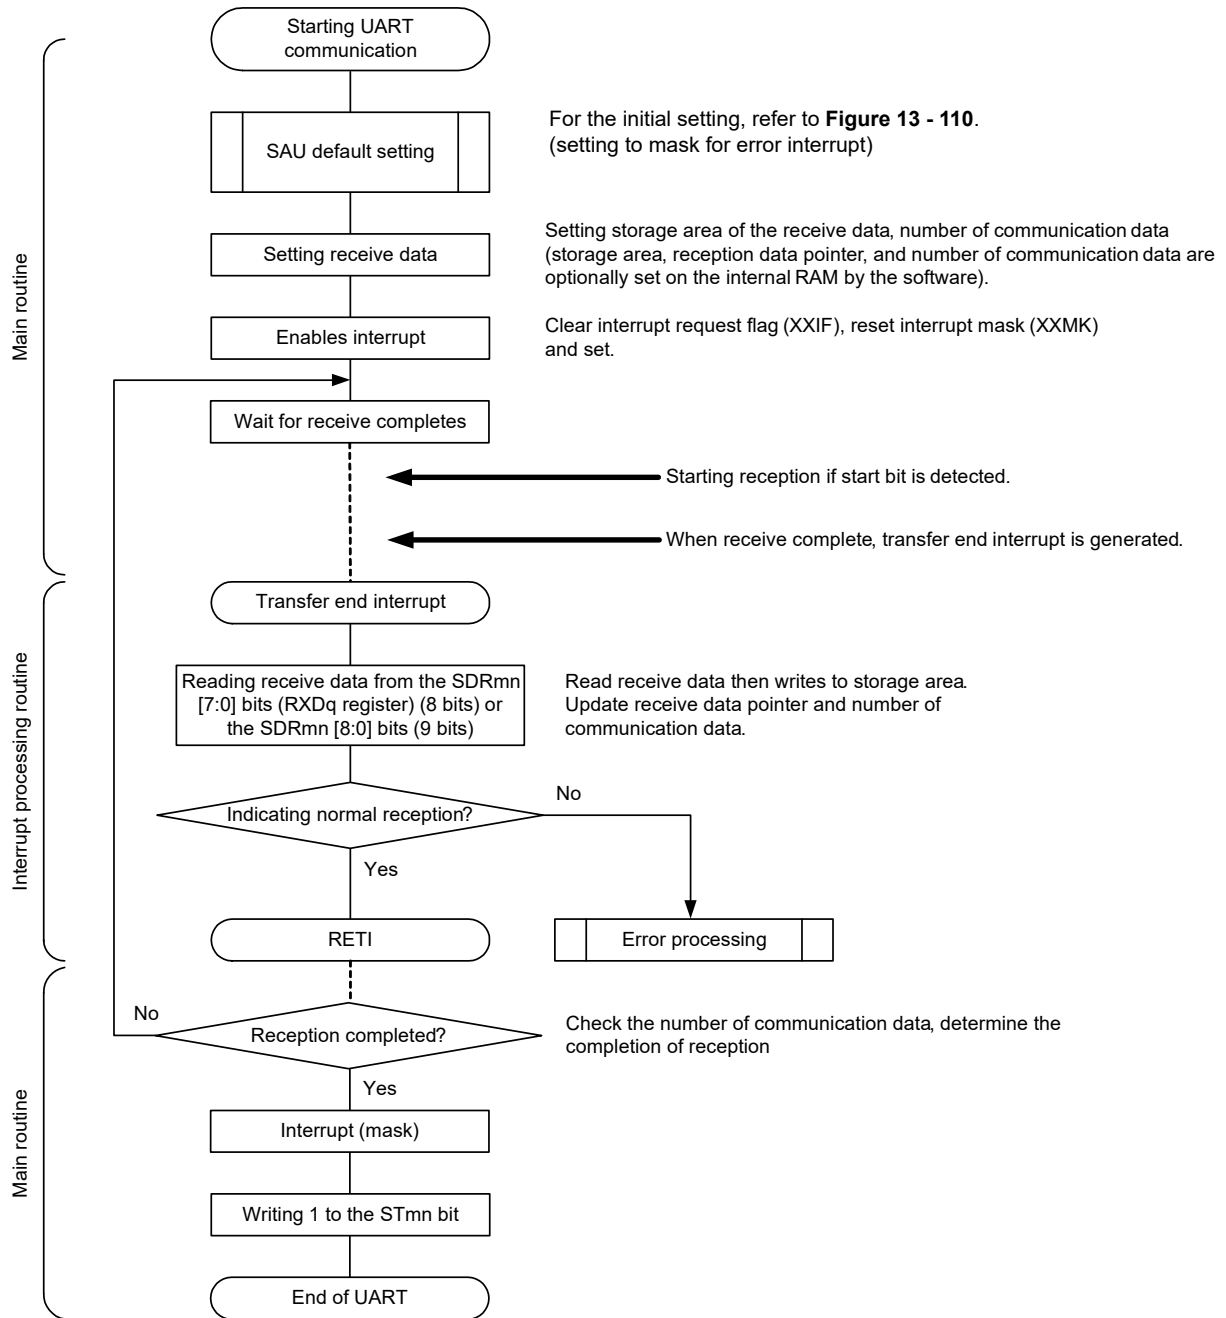 Starting UART
communication
Main routine
SAU default setting
For the initial setting, refer to Figure 13 - 110.
(setting to mask for error interrupt)
Setting receive data
Setting storage area of the receive data, number of communication data
(storage area, reception data pointer, and number of communication data are
optionally set on the internal RAM by the software).
Enables interrupt
Clear interrupt request flag (XXIF), reset interrupt mask (XXMK)
and set.
Wait for receive completes
Starting reception if start bit is detected.
When receive complete, transfer end interrupt is generated.
Interrupt processing routine
Transfer end interrupt
Reading receive data from the SDRmn
[7:0] bits (RXDq register) (8 bits) or
the SDRmn [8:0] bits (9 bits)
Read receive data then writes to storage area.
Update receive data pointer and number of
communication data.
Indicating normal reception?
No
Yes
RETI
Error processing
Main routine
No
Reception completed?
Check the number of communication data, determine the
completion of reception
Yes
Interrupt (mask)
Writing 1 to the STmn bit
End of UART